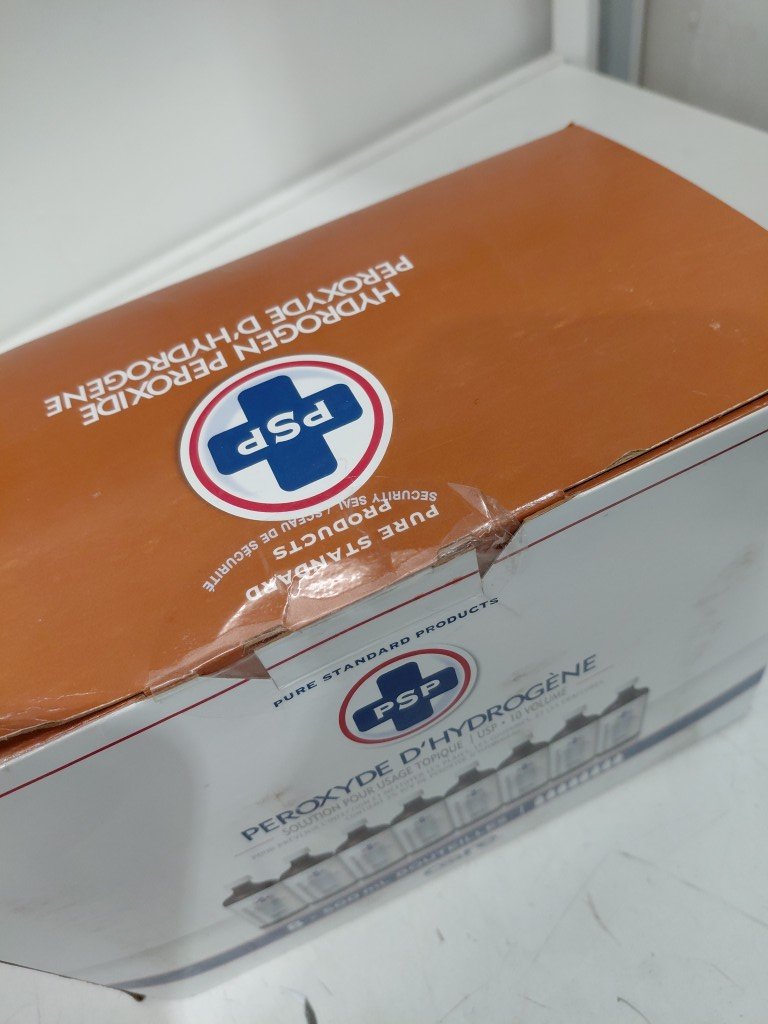 HYDROGEN PEROXIDE
PEROXYDE D'HYDROGÈNE
PSP
PURE STANDARD
PRODUCTS
SECURITY SEAL / SCEAU DE SÉCURITÉ
PURE STANDARD PRODUCTS
PSP
PEROXYDE D'HYDROGÈNE
SOLUTION POUR USAGE TOPIQUE | USP • 10 VOLUME